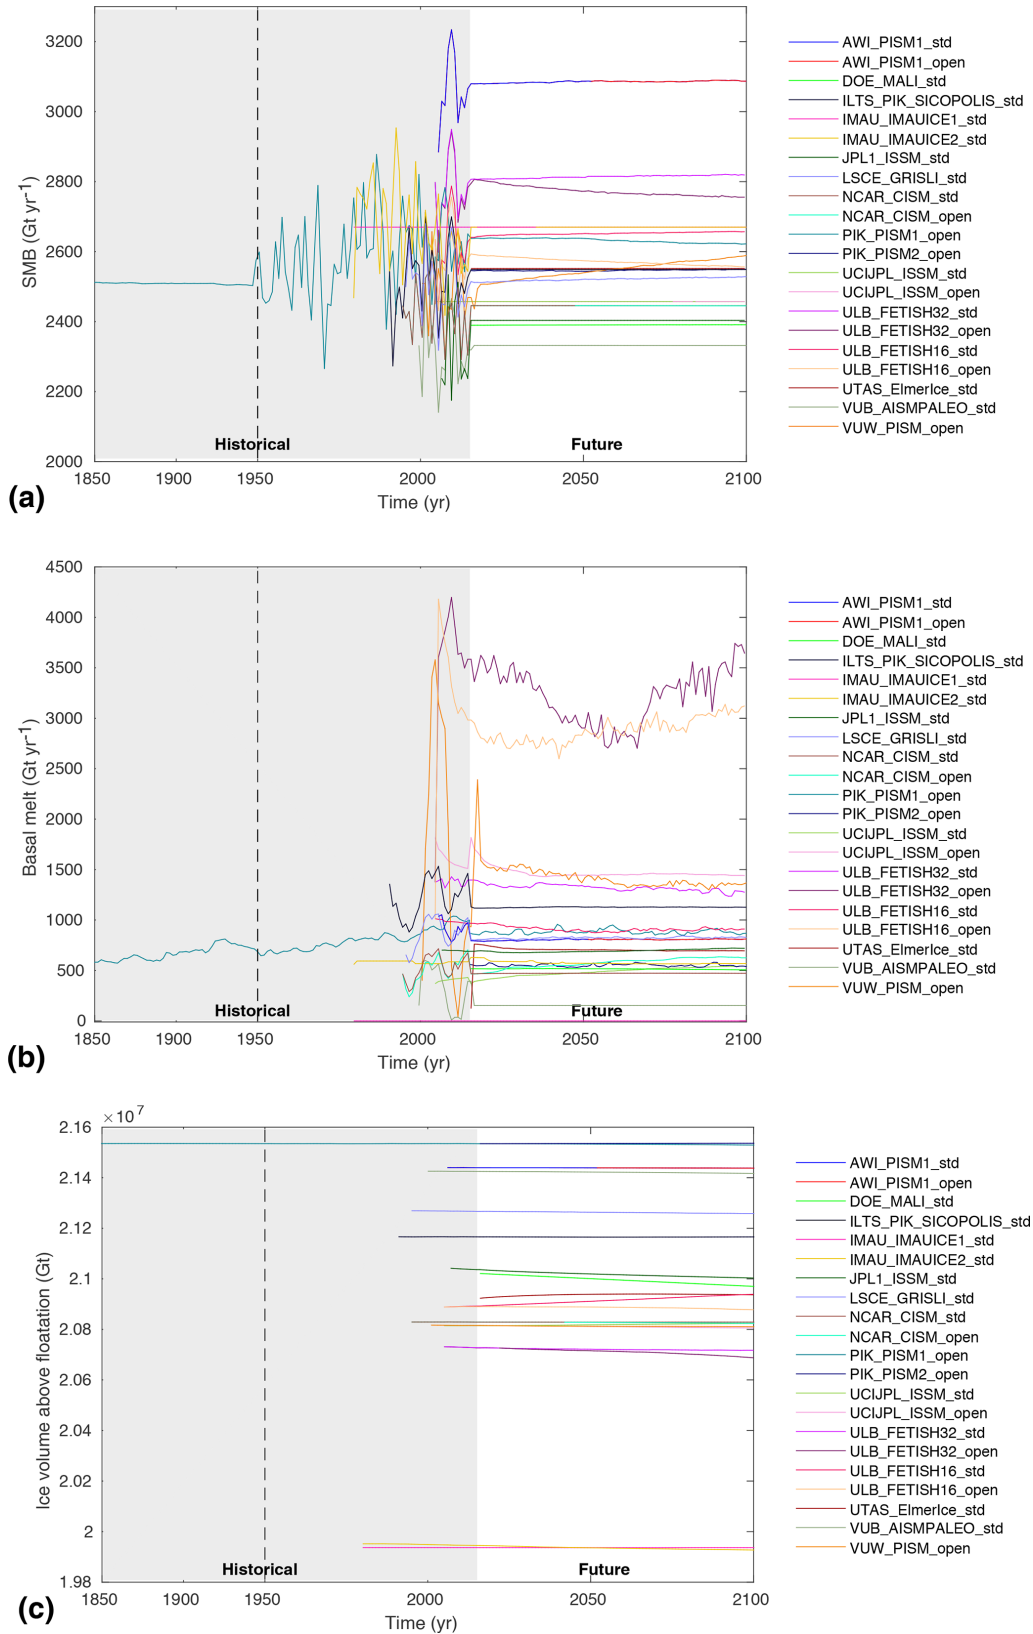 3200
3000
2800
2600
2400
2200
2000
SMB (Gt yr-1)
Historical
Future
1850
1900
1950
2000
2050
2100
Time (yr)
(a)
AWI_PISM1_std
AWI_PISM1_open
DOE_MALI_std
ILTS_PIK_SICOPOLIS_std
IMAU_IMAUICE1_std
IMAU_IMAUICE2_std
JPL1_ISSM_std
LSCE_GRISLI_std
NCAR_CISM_std
NCAR_CISM_open
PIK_PISM1_open
PIK_PISM2_open
UCIJPL_ISSM_std
UCIJPL_ISSM_open
ULB_FETISH32_std
ULB_FETISH32_open
ULB_FETISH16_std
ULB_FETISH16_open
UTAS_ElmerIce_std
VUB_AISMPALEO_std
VUW_PISM_open
4500
4000
3500
3000
2500
2000
1500
1000
500
0
Basal melt (Gt yr-1)
Historical
Future
1850
1900
1950
2000
2050
2100
Time (yr)
(b)
AWI_PISM1_std
AWI_PISM1_open
DOE_MALI_std
ILTS_PIK_SICOPOLIS_std
IMAU_IMAUICE1_std
IMAU_IMAUICE2_std
JPL1_ISSM_std
LSCE_GRISLI_std
NCAR_CISM_std
NCAR_CISM_open
PIK_PISM1_open
PIK_PISM2_open
UCIJPL_ISSM_std
UCIJPL_ISSM_open
ULB_FETISH32_std
ULB_FETISH32_open
ULB_FETISH16_std
ULB_FETISH16_open
UTAS_ElmerIce_std
VUB_AISMPALEO_std
VUW_PISM_open
×10^7
2.16
2.14
2.12
2.1
2.08
2.06
2.04
2.02
2
1.98
Ice volume above floatation (Gt)
Historical
Future
1850
1900
1950
2000
2050
2100
Time (yr)
(c)
AWI_PISM1_std
AWI_PISM1_open
DOE_MALI_std
ILTS_PIK_SICOPOLIS_std
IMAU_IMAUICE1_std
IMAU_IMAUICE2_std
JPL1_ISSM_std
LSCE_GRISLI_std
NCAR_CISM_std
NCAR_CISM_open
PIK_PISM1_open
PIK_PISM2_open
UCIJPL_ISSM_std
UCIJPL_ISSM_open
ULB_FETISH32_std
ULB_FETISH32_open
ULB_FETISH16_std
ULB_FETISH16_open
UTAS_ElmerIce_std
VUB_AISMPALEO_std
VUW_PISM_open